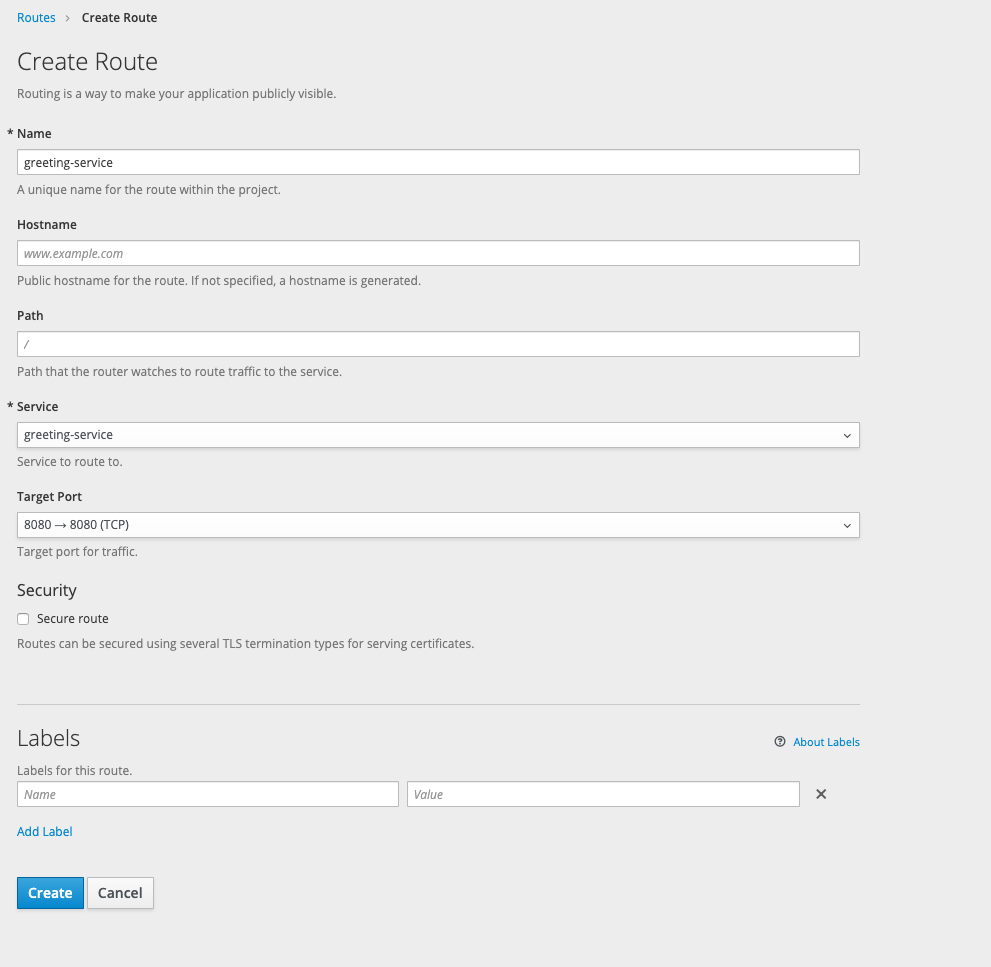 Routes > Create Route
Create Route
Routing is a way to make your application publicly visible.
* Name
greeting-service
A unique name for the route within the project.
Hostname
www.example.com
Public hostname for the route. If not specified, a hostname is generated.
Path
/
Path that the router watches to route traffic to the service.
* Service
greeting-service
Service to route to.
Target Port
8080 → 8080 (TCP)
Target port for traffic.
Security
Secure route
Routes can be secured using several TLS termination types for serving certificates.
Labels
About Labels
Labels for this route.
Name Value
Add Label
Create Cancel